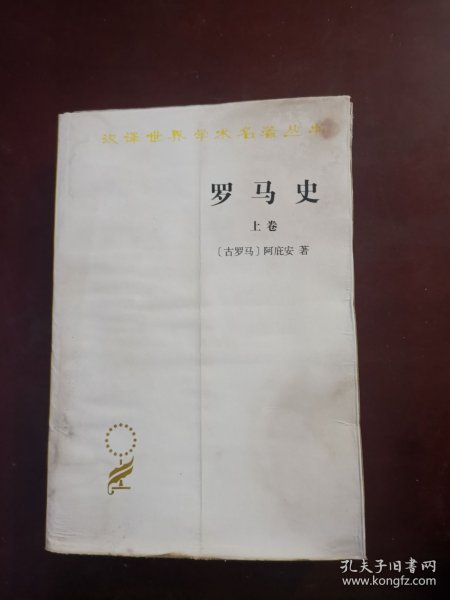 汉译世界学术名著丛书
罗马史
上卷
〔古罗马〕阿庇安 著
孔夫子旧书网
www.kongfz.com